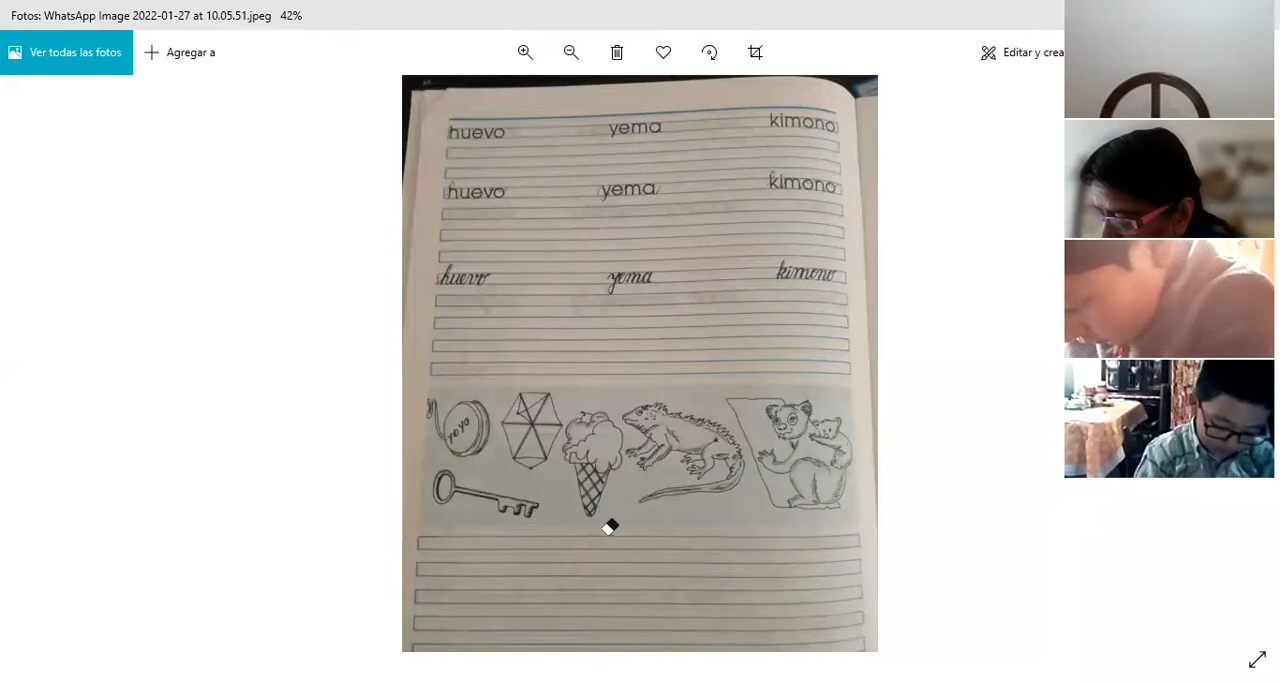 Fotos: WhatsApp Image 2022-01-27 at 10.05.51.jpeg 42%
Ver todas las fotos Agregar a Editar y crea
huevo yema kimono
huevo yema kimono
huevo yema kimono
yoyo